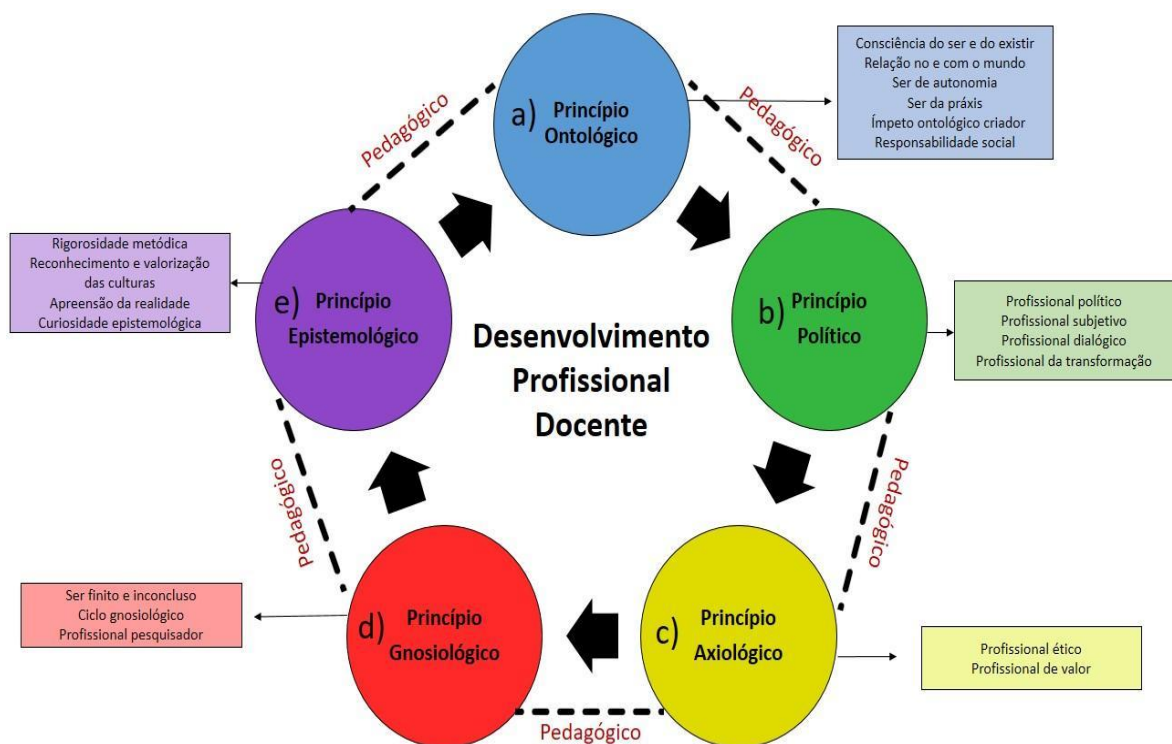 Pedagógico
a) Princípio
Ontológico
Pedagógico
Consciência do ser e do existir
Relação no e com o mundo
Ser de autonomia
Ser da práxis
Ímpeto ontológico criador
Responsabilidade social
Rigorosidade metódica
Reconhecimento e valorização
das culturas
Apreensão da realidade
Curiosidade epistemológica
e) Princípio
Epistemológico
Desenvolvimento
Profissional
Docente
b) Princípio
Político
Profissional político
Profissional subjetivo
Profissional dialógico
Profissional da transformação
Pedagógico
Pedagógico
Ser finito e inconcluso
Ciclo gnosiológico
Profissional pesquisador
d) Princípio
Gnosiológico
c) Princípio
Axiológico
Profissional ético
Profissional de valor
Pedagógico